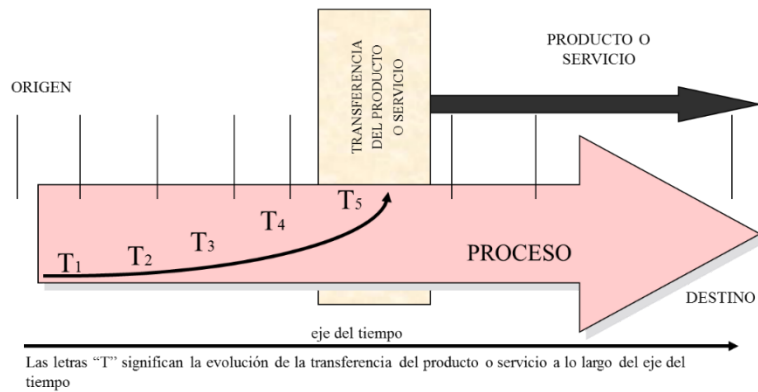 PRODUCTO O
SERVICIO
ORIGEN
TRANSFERENCIA
DEL PRODUCTO
O SERVICIO
T1
T2
T3
T4
T5
PROCESO
DESTINO
eje del tiempo
Las letras “T” significan la evolución de la transferencia del producto o servicio a lo largo del eje del
tiempo